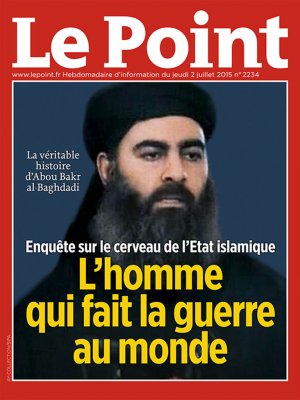 Le Point
www.lepoint.fr Hebdomadaire d'information du jeudi 2 juillet 2015 n° 2234
La véritable
histoire
d'Abou Bakr
al-Baghdadi
Enquête sur le cerveau de l'Etat islamique
L'homme
qui fait la guerre
au monde